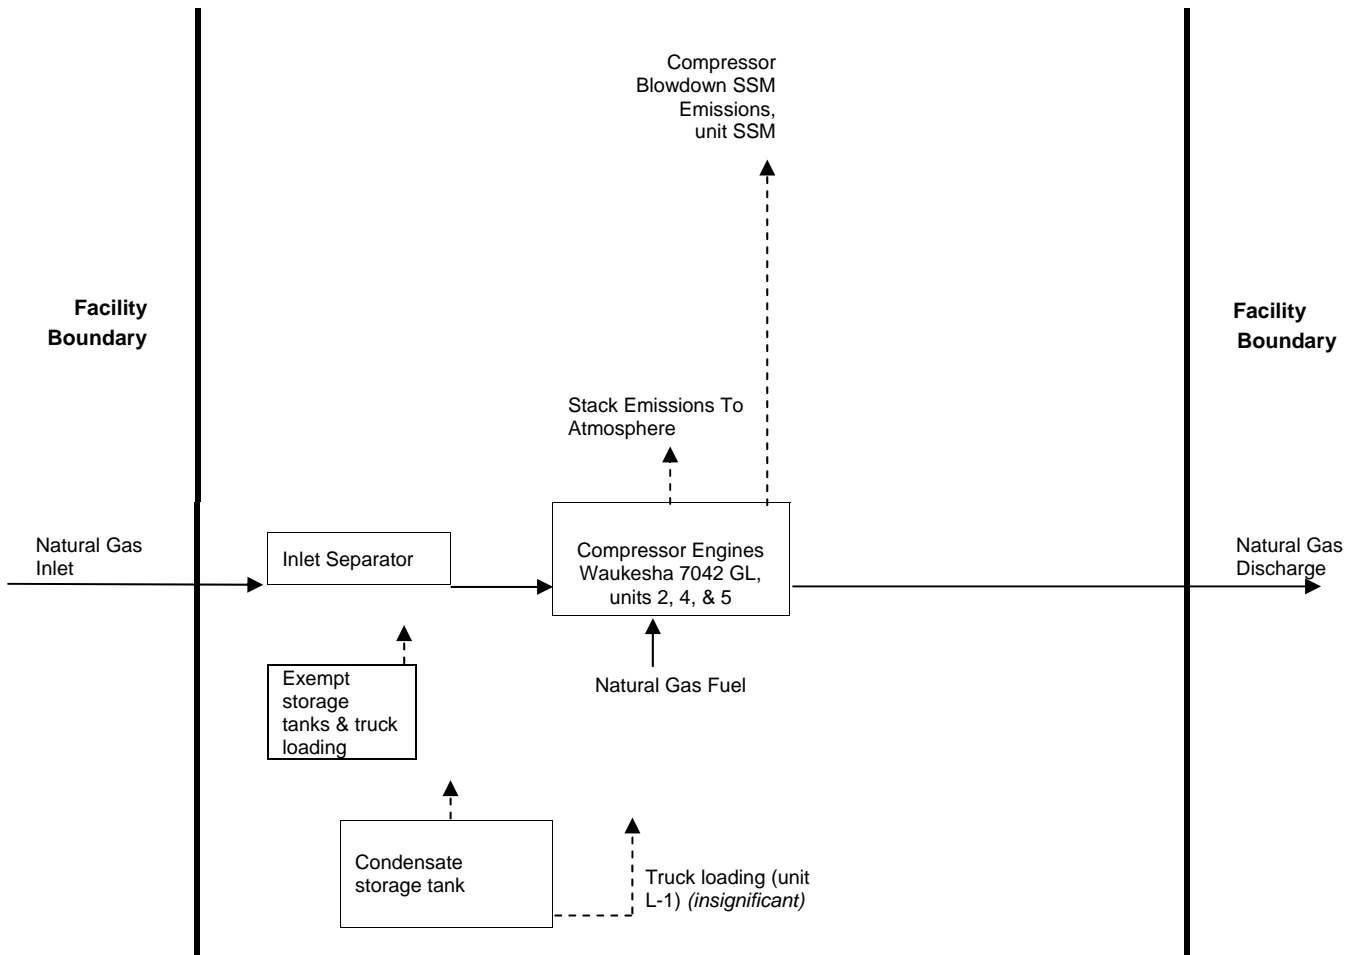 Compressor
Blowdown SSM
Emissions,
unit SSM
Facility
Boundary
Facility
Boundary
Stack Emissions To
Atmosphere
Natural Gas
Inlet
Inlet Separator
Compressor Engines
Waukesha 7042 GL,
units 2, 4, & 5
Natural Gas
Discharge
Exempt
storage
tanks & truck
loading
Natural Gas Fuel
Condensate
storage tank
Truck loading (unit
L-1) (insignificant)